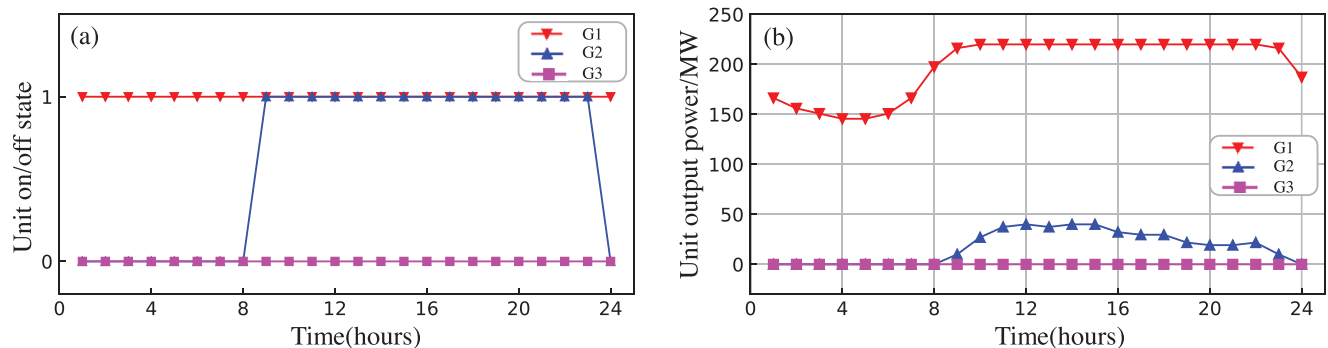 (a)
G1
G2
G3
1
0
Unit on/off state
0 4 8 12 16 20 24
Time(hours)
(b)
250
200
150
100
50
0
Unit output power/MW
G1
G2
G3
0 4 8 12 16 20 24
Time(hours)